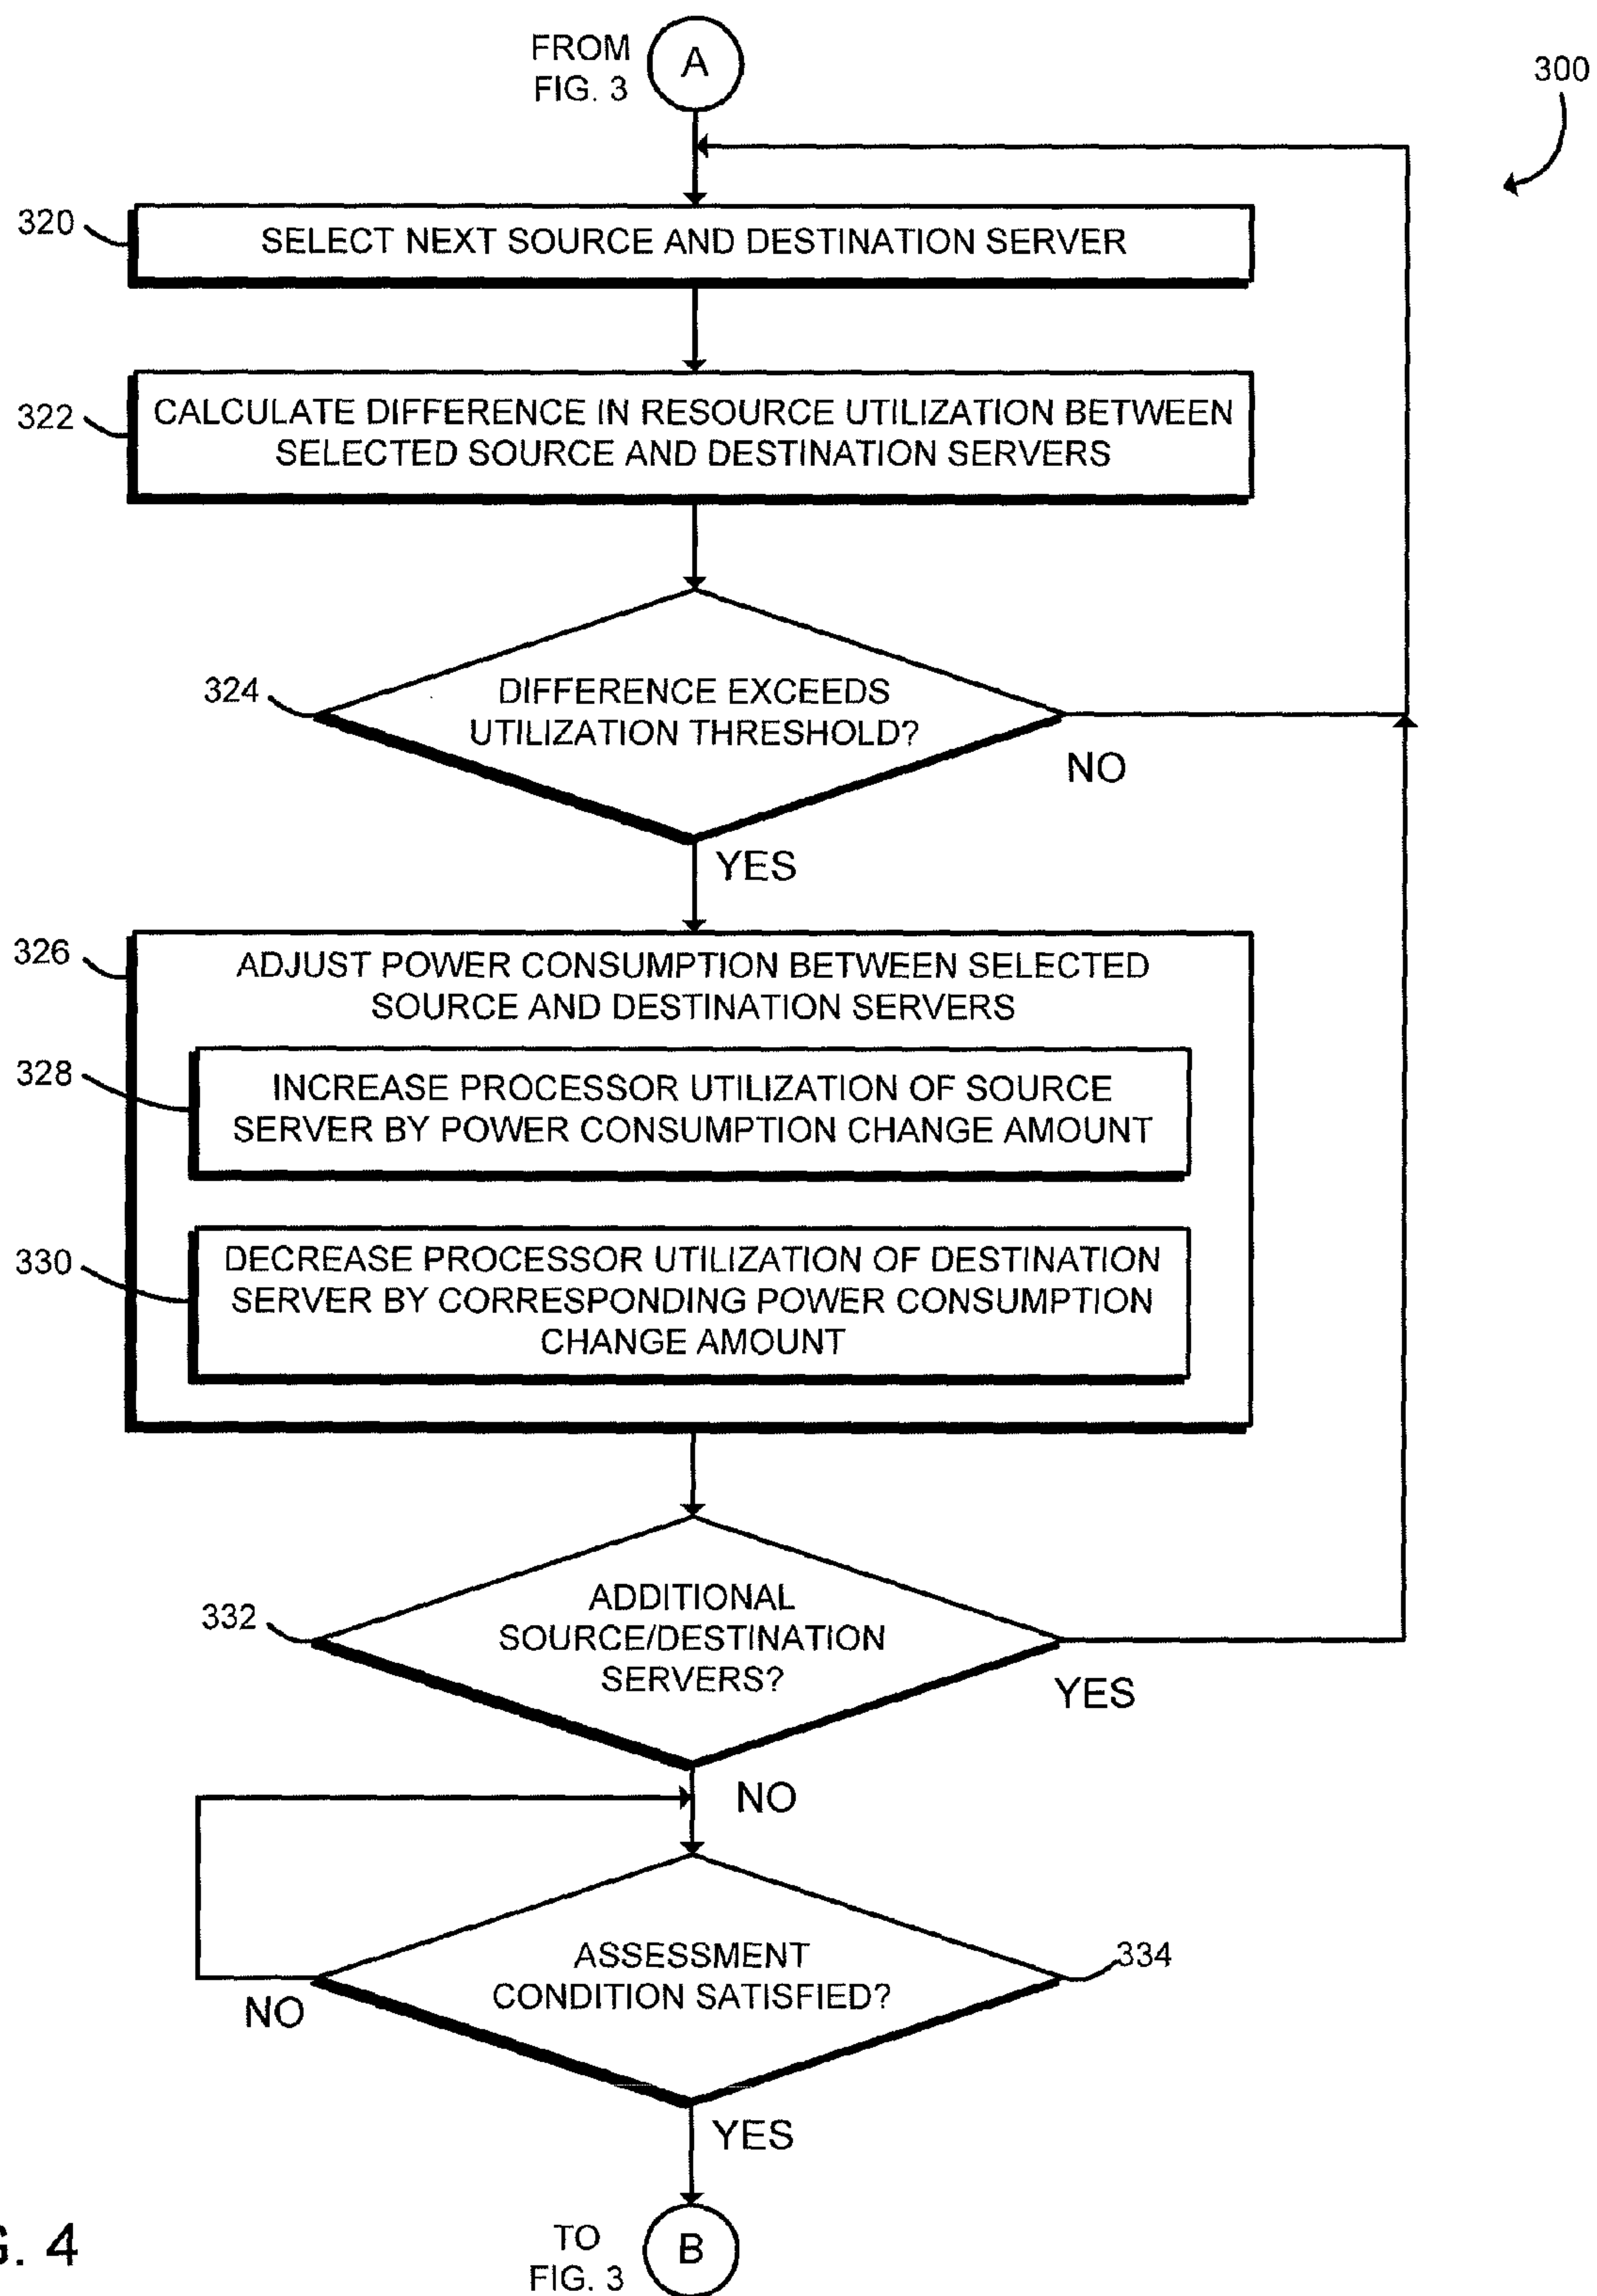 FROM
FIG. 3
A
300
320
SELECT NEXT SOURCE AND DESTINATION SERVER
322
CALCULATE DIFFERENCE IN RESOURCE UTILIZATION BETWEEN
SELECTED SOURCE AND DESTINATION SERVERS
324
DIFFERENCE EXCEEDS
UTILIZATION THRESHOLD?
NO
YES
326
ADJUST POWER CONSUMPTION BETWEEN SELECTED
SOURCE AND DESTINATION SERVERS
328
INCREASE PROCESSOR UTILIZATION OF SOURCE
SERVER BY POWER CONSUMPTION CHANGE AMOUNT
330
DECREASE PROCESSOR UTILIZATION OF DESTINATION
SERVER BY CORRESPONDING POWER CONSUMPTION
CHANGE AMOUNT
332
ADDITIONAL
SOURCE/DESTINATION
SERVERS?
YES
NO
334
ASSESSMENT
CONDITION SATISFIED?
NO
YES
TO
FIG. 3
B
G. 4